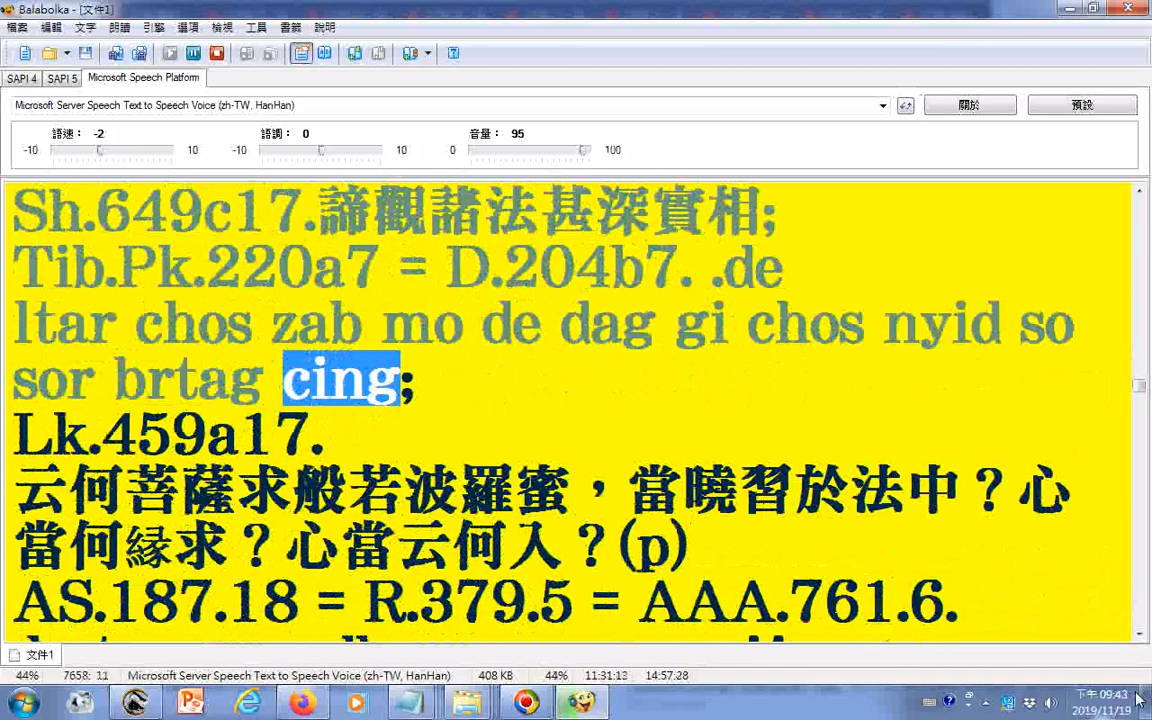 Balabolka - [文件1]
檔案 編輯 文字 朗讀 引擎 選項 檢視 工具 書籤 說明
SAPI 4 SAPI 5 Microsoft Speech Platform
Microsoft Server Speech Text to Speech Voice (zh-TW, HanHan) 關於 預設
語速： -2 語調： 0 音量： 95
-10 10 -10 10 0 100
Sh.649c17.諦觀諸法甚深實相;
Tib.Pk.220a7 = D.204b7. .de
ltar chos zab mo de dag gi chos nyid so
sor brtag cing;
Lk.459a17.
云何菩薩求般若波羅蜜，當曉習於法中？心
當何緣求？心當云何入？(p)
AS.187.18 = R.379.5 = AAA.761.6.
文件1
44% 7658: 11 Microsoft Server Speech Text to Speech Voice (zh-TW, HanHan) 408 KB 44% 11:31:13 14:57:28
下午 09:43
2019/11/19